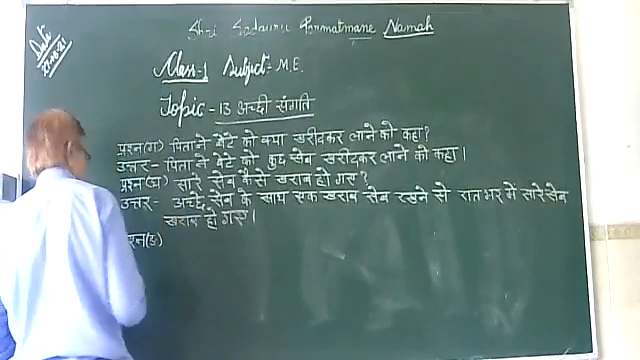 Shri Sadguru Parmatmane Namah
Date
Class-1 Subject:- M.E.
Topic - 13 अच्छी संगति
प्रश्न(ग) पिता ने बेटे को क्या खरीदकर लाने को कहा?
उत्तर- पिता ने बेटे को कुछ सेब खरीदकर लाने को कहा।
प्रश्न(घ) सारे सेब कैसे खराब हो गए?
उत्तर- अच्छे सेब के साथ एक खराब सेब रखने से रात भर में सारे सेब
खराब हो गए।
प्रश्न(ङ)